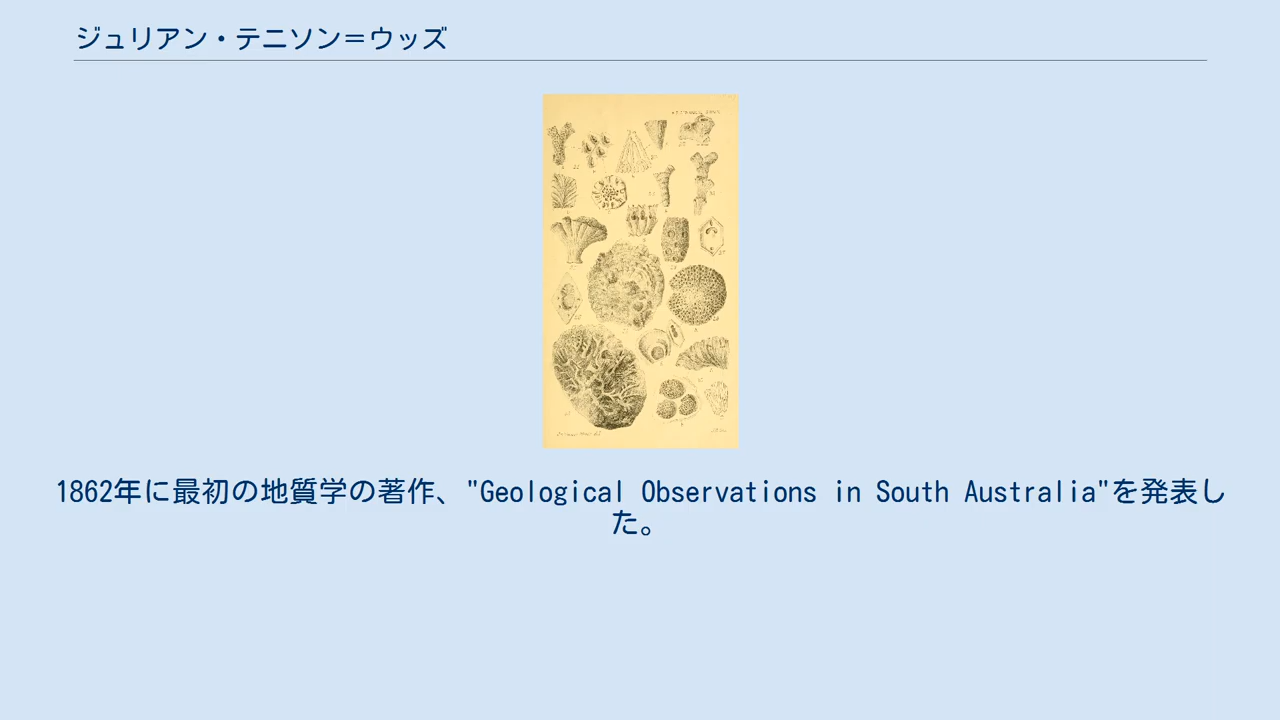 ジュリアン・テニソン＝ウッズ
1862年に最初の地質学の著作、"Geological Observations in South Australia"を発表し
た。